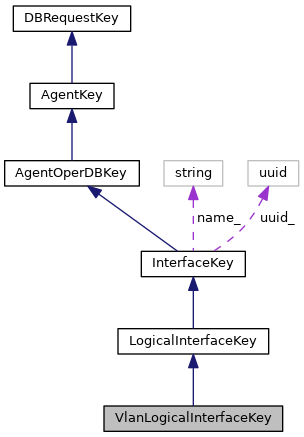 DBRequestKey
AgentKey
AgentOperDBKey
string
uuid
name_
uuid_
InterfaceKey
LogicalInterfaceKey
VlanLogicalInterfaceKey